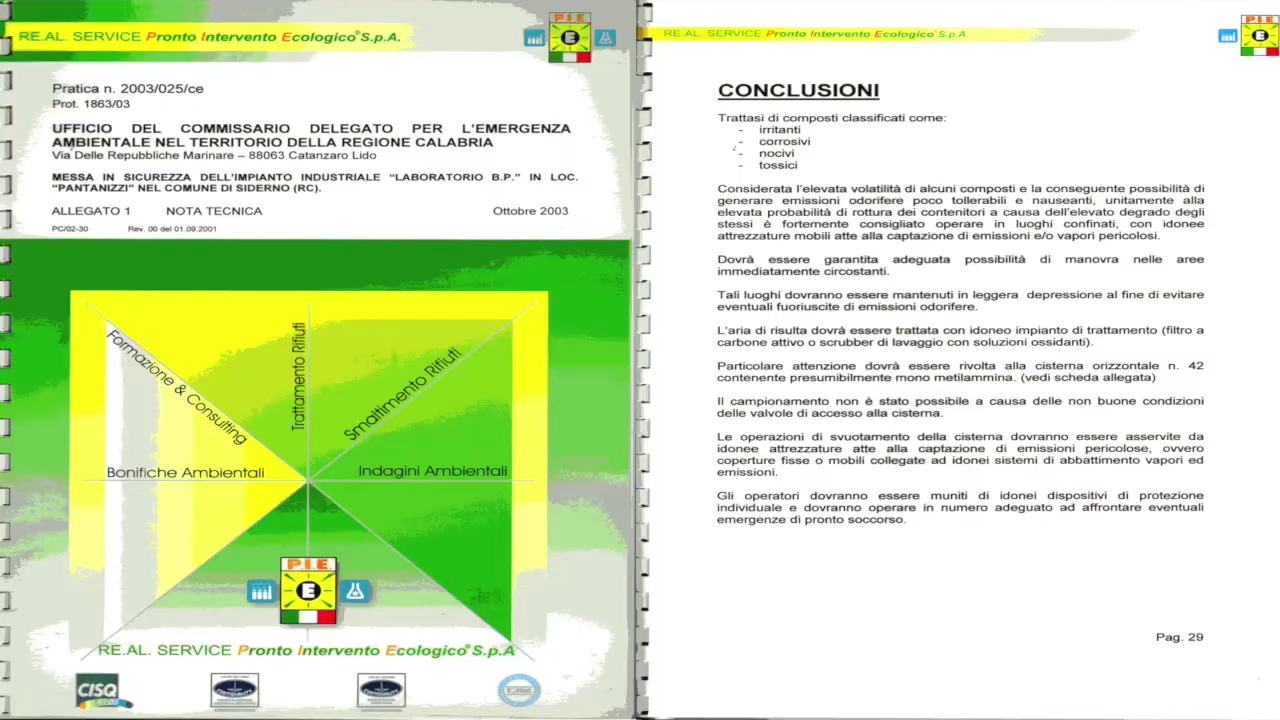 RE.AL. SERVICE Pronto Intervento Ecologico® S.p.A.
P.I.E.
E
Pratica n. 2003/025/ce
Prot. 1863/03
UFFICIO DEL COMMISSARIO DELEGATO PER L'EMERGENZA
AMBIENTALE NEL TERRITORIO DELLA REGIONE CALABRIA
Via Delle Repubbliche Marinare – 88063 Catanzaro Lido
MESSA IN SICUREZZA DELL'IMPIANTO INDUSTRIALE "LABORATORIO B.P." IN LOC.
"PANTANIZZI" NEL COMUNE DI SIDERNO (RC).
ALLEGATO 1 NOTA TECNICA Ottobre 2003
PC/02-30 Rev. 00 del 01.09.2001
Formazione & Consulting
Trattamento Rifiuti
Smaltimento Rifiuti
Bonifiche Ambientali
Indagini Ambientali
P.I.E.
E
RE.AL. SERVICE Pronto Intervento Ecologico® S.p.A
CISQ
RE.AL. SERVICE Pronto Intervento Ecologico® S.p.A.
P.I.E.
E
CONCLUSIONI
Trattasi di composti classificati come:
- irritanti
- corrosivi
- nocivi
- tossici
Considerata l'elevata volatilità di alcuni composti e la conseguente possibilità di
generare emissioni odorifere poco tollerabili e nauseanti, unitamente alla
elevata probabilità di rottura dei contenitori a causa dell'elevato degrado degli
stessi è fortemente consigliato operare in luoghi confinati, con idonee
attrezzature mobili atte alla captazione di emissioni e/o vapori pericolosi.
Dovrà essere garantita adeguata possibilità di manovra nelle aree
immediatamente circostanti.
Tali luoghi dovranno essere mantenuti in leggera depressione al fine di evitare
eventuali fuoriuscite di emissioni odorifere.
L'aria di risulta dovrà essere trattata con idoneo impianto di trattamento (filtro a
carbone attivo o scrubber di lavaggio con soluzioni ossidanti).
Particolare attenzione dovrà essere rivolta alla cisterna orizzontale n. 42
contenente presumibilmente mono metilammina. (vedi scheda allegata)
Il campionamento non è stato possibile a causa delle non buone condizioni
delle valvole di accesso alla cisterna.
Le operazioni di svuotamento della cisterna dovranno essere asservite da
idonee attrezzature atte alla captazione di emissioni pericolose, ovvero
coperture fisse o mobili collegate ad idonei sistemi di abbattimento vapori ed
emissioni.
Gli operatori dovranno essere muniti di idonei dispositivi di protezione
individuale e dovranno operare in numero adeguato ad affrontare eventuali
emergenze di pronto soccorso.
Pag. 29